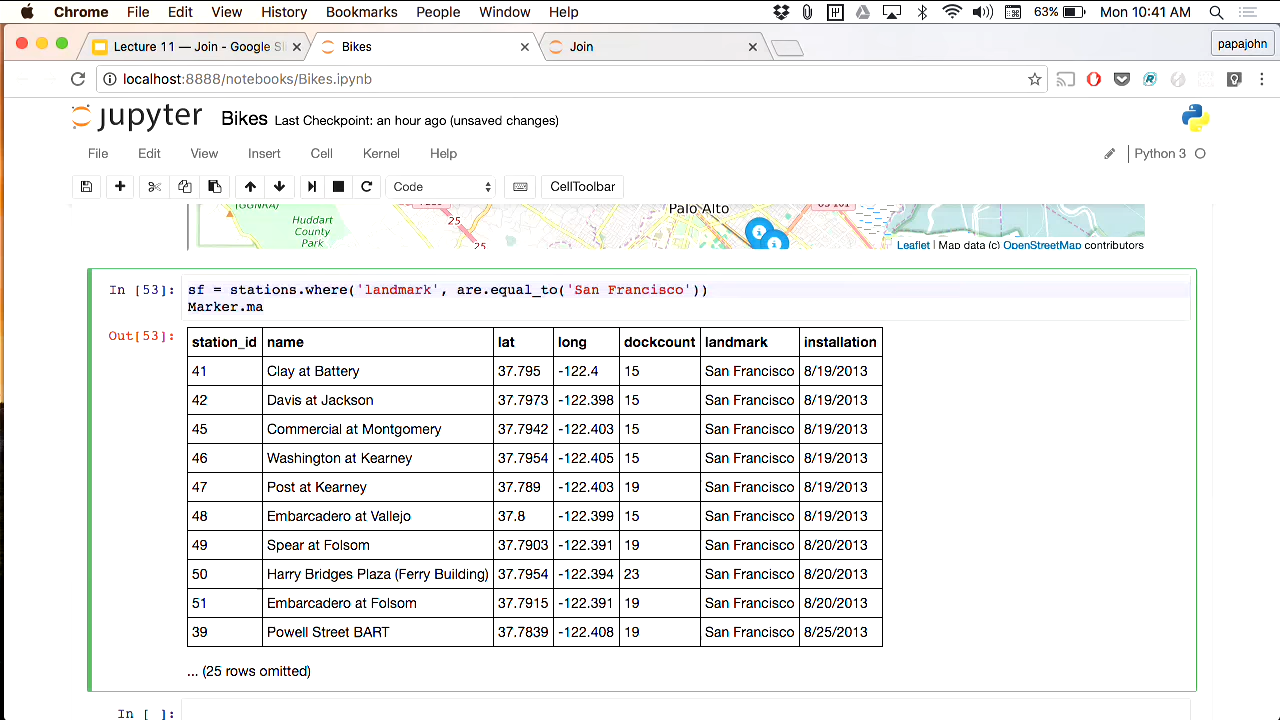 Chrome File Edit View History Bookmarks People Window Help 63% Mon 10:41 AM
Lecture 11 — Join - Google Sl Bikes Join papajohn
localhost:8888/notebooks/Bikes.ipynb
jupyter Bikes Last Checkpoint: an hour ago (unsaved changes)
File Edit View Insert Cell Kernel Help Python 3
Code CellToolbar
Palo Alto
Huddart
County
Park
25
25
Leaflet | Map data (c) OpenStreetMap contributors
In [53]: sf = stations.where('landmark', are.equal_to('San Francisco'))
Marker.ma
Out[53]: station_id name lat long dockcount landmark installation
41 Clay at Battery 37.795 -122.4 15 San Francisco 8/19/2013
42 Davis at Jackson 37.7973 -122.398 15 San Francisco 8/19/2013
45 Commercial at Montgomery 37.7942 -122.403 15 San Francisco 8/19/2013
46 Washington at Kearney 37.7954 -122.405 15 San Francisco 8/19/2013
47 Post at Kearney 37.789 -122.403 19 San Francisco 8/19/2013
48 Embarcadero at Vallejo 37.8 -122.399 15 San Francisco 8/19/2013
49 Spear at Folsom 37.7903 -122.391 19 San Francisco 8/20/2013
50 Harry Bridges Plaza (Ferry Building) 37.7954 -122.394 23 San Francisco 8/20/2013
51 Embarcadero at Folsom 37.7915 -122.391 19 San Francisco 8/20/2013
39 Powell Street BART 37.7839 -122.408 19 San Francisco 8/25/2013
... (25 rows omitted)
In [ ]: